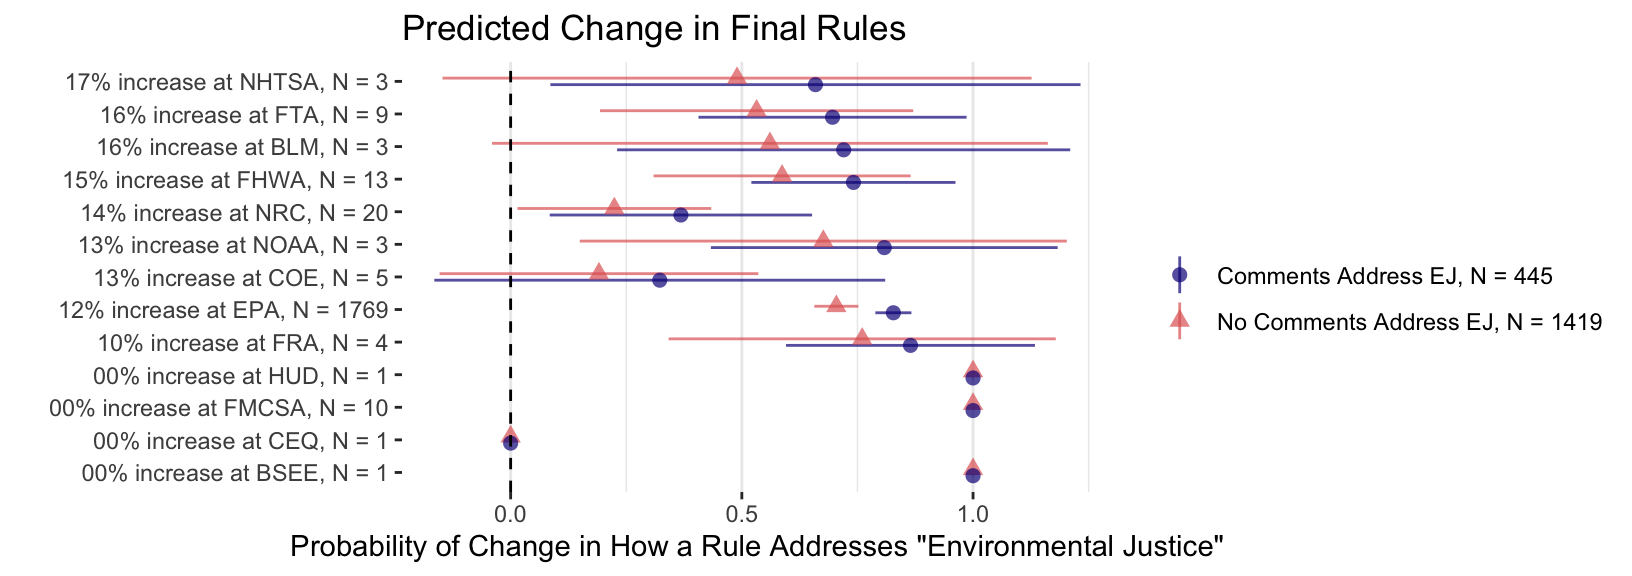 Predicted Change in Final Rules
17% increase at NHTSA, N = 3
16% increase at FTA, N = 9
16% increase at BLM, N = 3
15% increase at FHWA, N = 13
14% increase at NRC, N = 20
13% increase at NOAA, N = 3
13% increase at COE, N = 5
12% increase at EPA, N = 1769
10% increase at FRA, N = 4
00% increase at HUD, N = 1
00% increase at FMCSA, N = 10
00% increase at CEQ, N = 1
00% increase at BSEE, N = 1
0.0 0.5 1.0
Probability of Change in How a Rule Addresses "Environmental Justice"
Comments Address EJ, N = 445
No Comments Address EJ, N = 1419